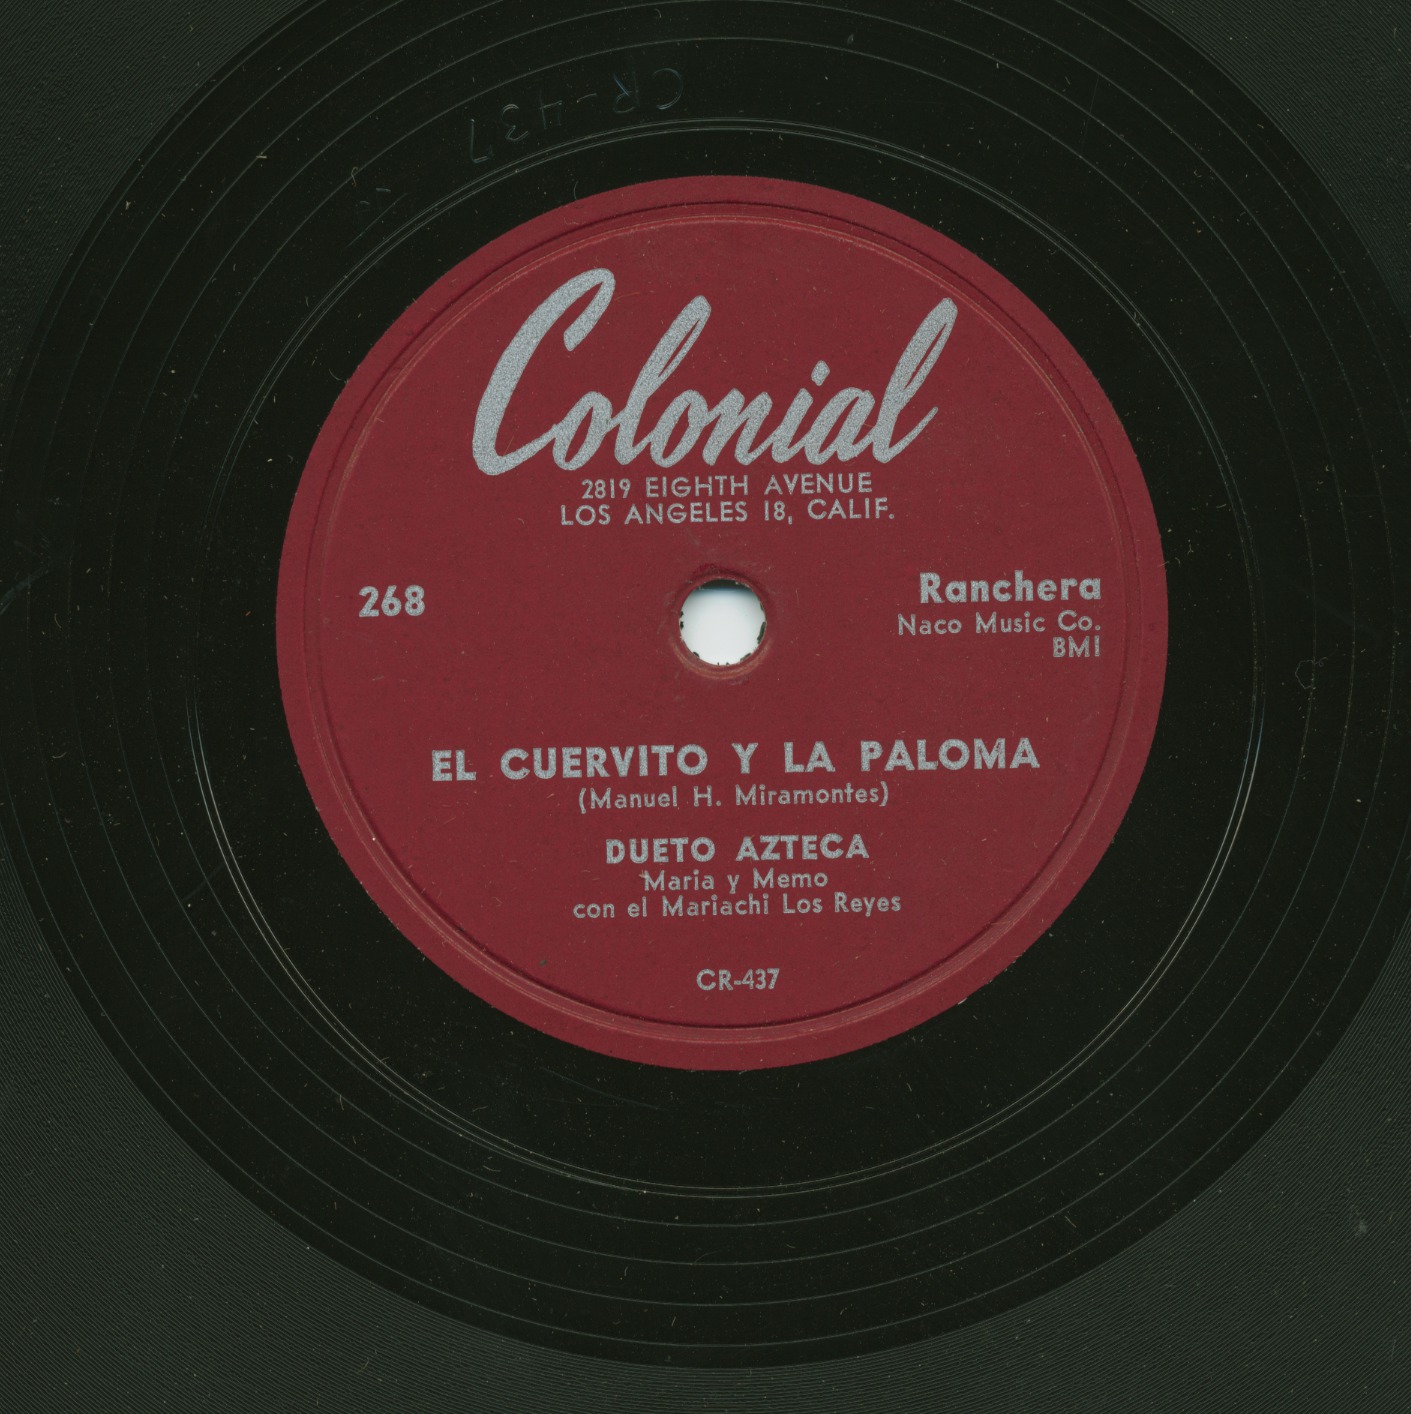 CR-437
Colonial
2819 EIGHTH AVENUE
LOS ANGELES 18, CALIF.
268
Ranchera
Naco Music Co.
BMI
EL CUERVITO Y LA PALOMA
(Manuel H. Miramontes)
DUETO AZTECA
Maria y Memo
con el Mariachi Los Reyes
CR-437